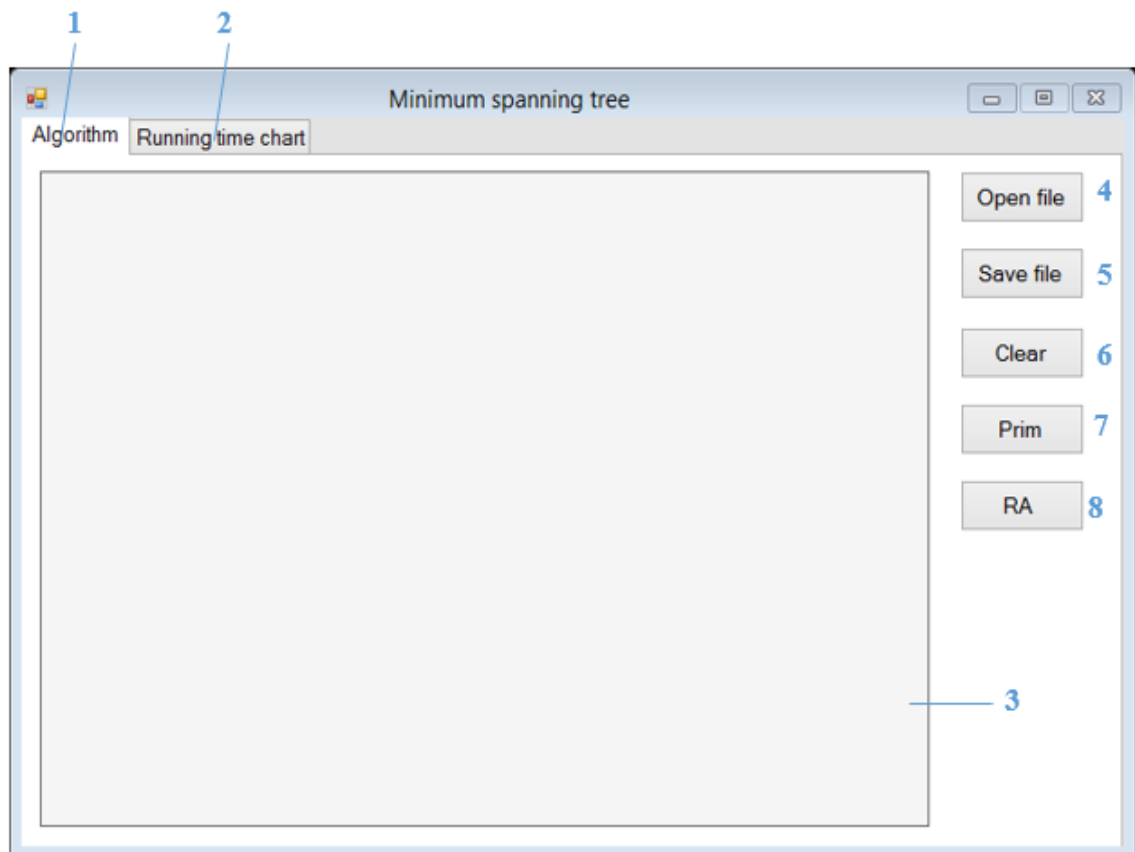 1 2
Minimum spanning tree
Algorithm Running time chart
Open file 4
Save file 5
Clear 6
Prim 7
RA 8
3